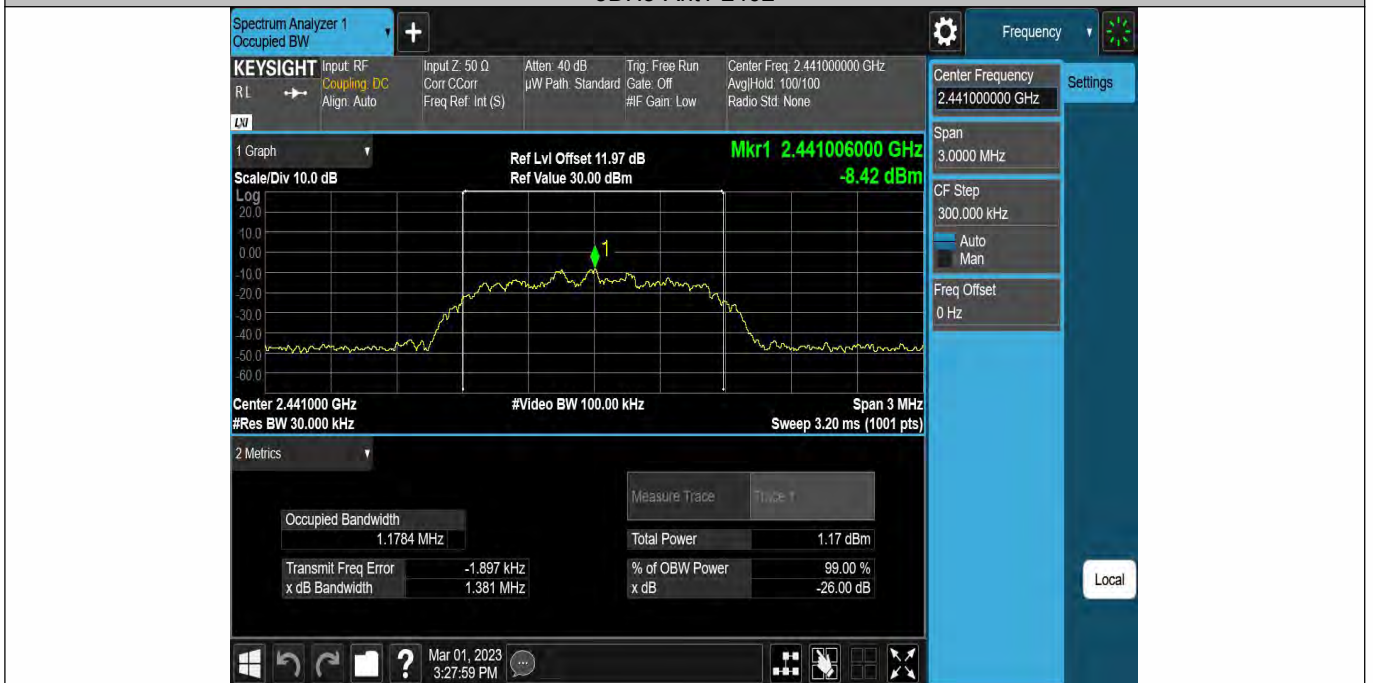 Spectrum Analyzer 1
Occupied BW
+
Frequency
KEYSIGHT
RL
LXI
Input: RF
Coupling: DC
Align: Auto
Input Z: 50 Ω
Corr CCorr
Freq Ref: Int (S)
Atten: 40 dB
µW Path: Standard
Trig: Free Run
Gate: Off
#IF Gain: Low
Center Freq: 2.441000000 GHz
Avg|Hold: 100/100
Radio Std: None
Center Frequency
2.441000000 GHz
Settings
Span
3.0000 MHz
CF Step
300.000 kHz
Auto
Man
Freq Offset
0 Hz
Local
1 Graph
Scale/Div 10.0 dB
Ref Lvl Offset 11.97 dB
Ref Value 30.00 dBm
Mkr1 2.441006000 GHz
-8.42 dBm
Log
20.0
10.0
0.00
-10.0
-20.0
-30.0
-40.0
-50.0
-60.0
1
Center 2.441000 GHz
#Video BW 100.00 kHz
Span 3 MHz
#Res BW 30.000 kHz
Sweep 3.20 ms (1001 pts)
2 Metrics
Measure Trace
Trace 1
Occupied Bandwidth
1.1784 MHz
Total Power
1.17 dBm
Transmit Freq Error
-1.897 kHz
% of OBW Power
99.00 %
x dB Bandwidth
1.381 MHz
x dB
-26.00 dB
?
Mar 01, 2023
3:27:59 PM